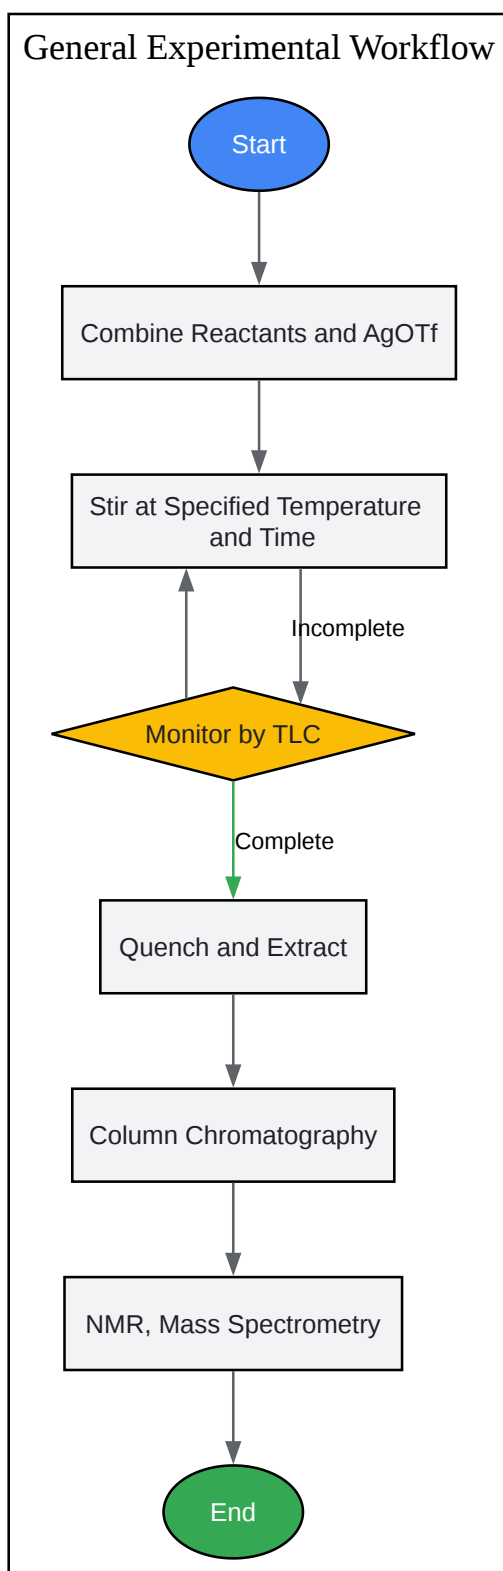 General Experimental Workflow
Start
Combine Reactants and AgOTf
Stir at Specified Temperature
and Time
Incomplete
Monitor by TLC
Complete
Quench and Extract
Column Chromatography
NMR, Mass Spectrometry
End